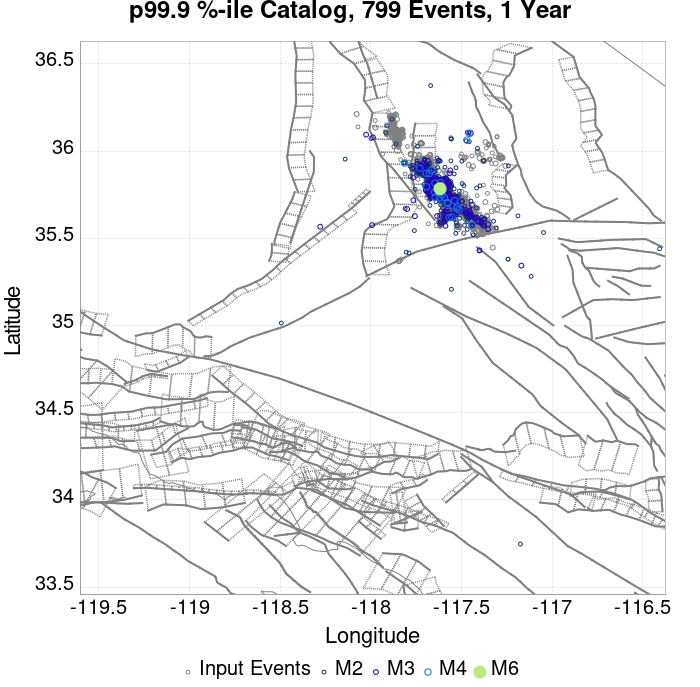 p99.9 %-ile Catalog, 799 Events, 1 Year
36.5
36
35.5
35
34.5
34
33.5
Latitude
-119.5 -119 -118.5 -118 -117.5 -117 -116.5
Longitude
Input Events M2 M3 M4 M6